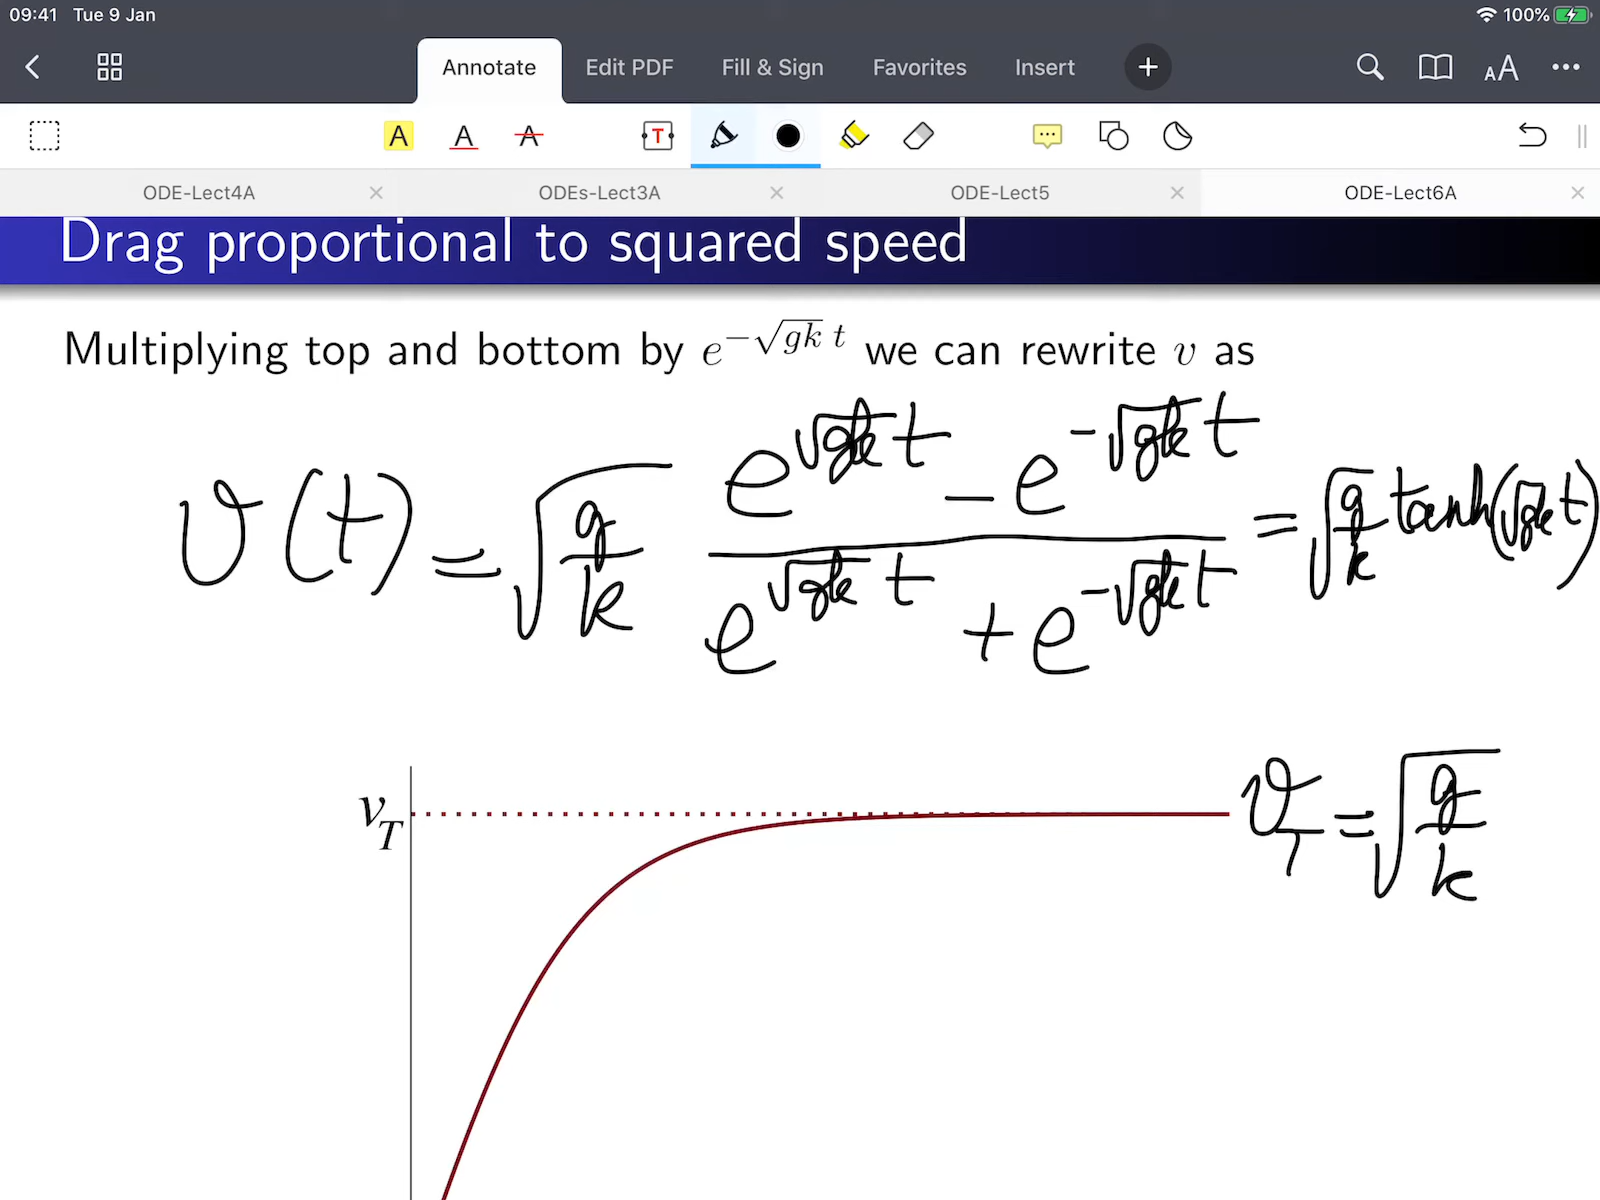 09:41 Tue 9 Jan 100%
Annotate Edit PDF Fill & Sign Favorites Insert + AA
A A A T
ODE-Lect4A × ODEs-Lect3A × ODE-Lect5 × ODE-Lect6A ×
Drag proportional to squared speed
Multiplying top and bottom by e^{-√(gk) t} we can rewrite v as
v(t) = √(g/k) (e^{√(gk) t} - e^{-√(gk) t})/(e^{√(gk) t} + e^{-√(gk) t}) = √(g/k) tanh(√(gk) t)
v_T
v_T = √(g/k)